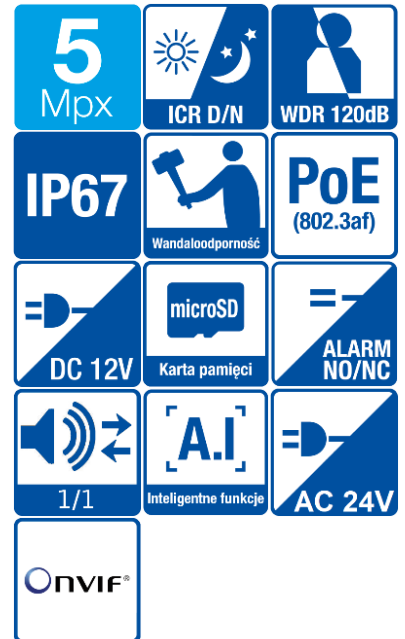 5
Mpx
ICR D/N
WDR 120dB
IP67
Wandaloodporność
PoE
(802.3af)
DC 12V
microSD
Karta pamięci
ALARM
NO/NC
1/1
[A.I]
Inteligentne funkcje
AC 24V
ONVIF®